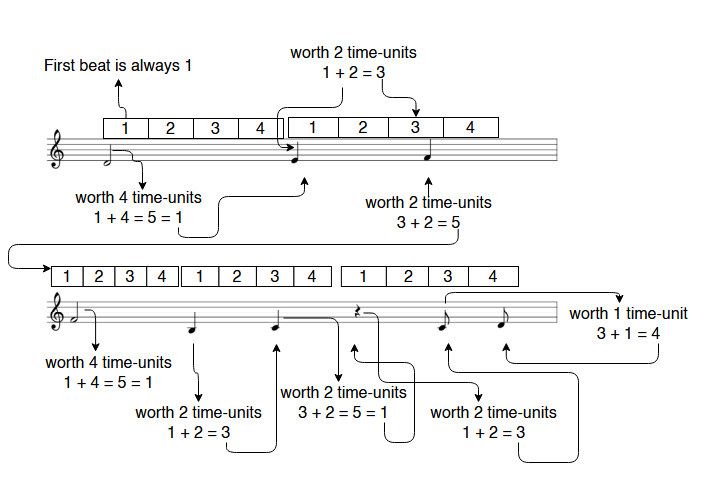 First beat is always 1
worth 2 time-units
1 + 2 = 3
1 2 3 4
1 2 3 4
worth 4 time-units
1 + 4 = 5 = 1
worth 2 time-units
3 + 2 = 5
1 2 3 4
1 2 3 4
1 2 3 4
worth 1 time-unit
3 + 1 = 4
worth 4 time-units
1 + 4 = 5 = 1
worth 2 time-units
1 + 2 = 3
worth 2 time-units
3 + 2 = 5 = 1
worth 2 time-units
1 + 2 = 3